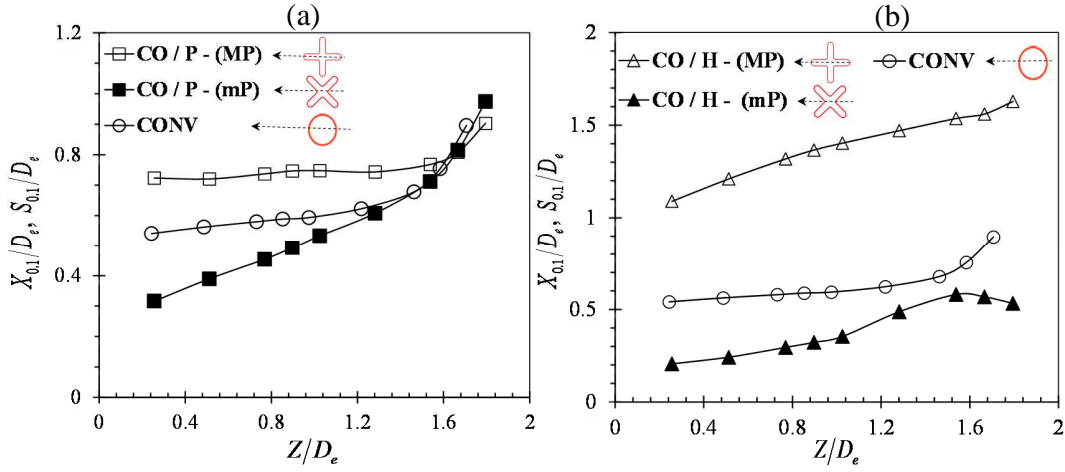 (a)
1.2
CO / P - (MP)
CO / P - (mP)
CONV
0.8
0.4
0
X0.1/De, S0.1/De
0 0.4 0.8 1.2 1.6 2
Z/De
(b)
2
CO / H - (MP)
CONV
CO / H - (mP)
1.5
1
0.5
0
X0.1/De, S0.1/De
0 0.4 0.8 1.2 1.6 2
Z/De